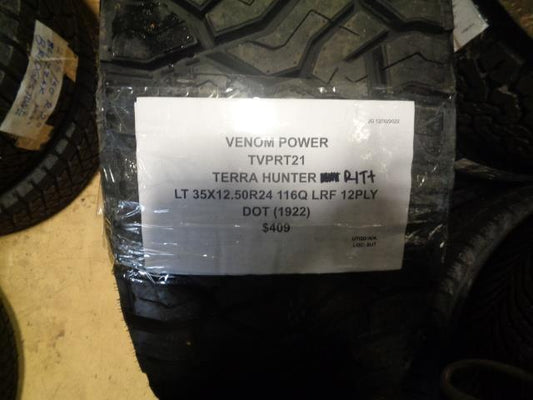 VENOM POWER
TVPRT21
TERRA HUNTER R/T+
LT 35X12.50R24 116Q LRF 12PLY
DOT (1922)
$409